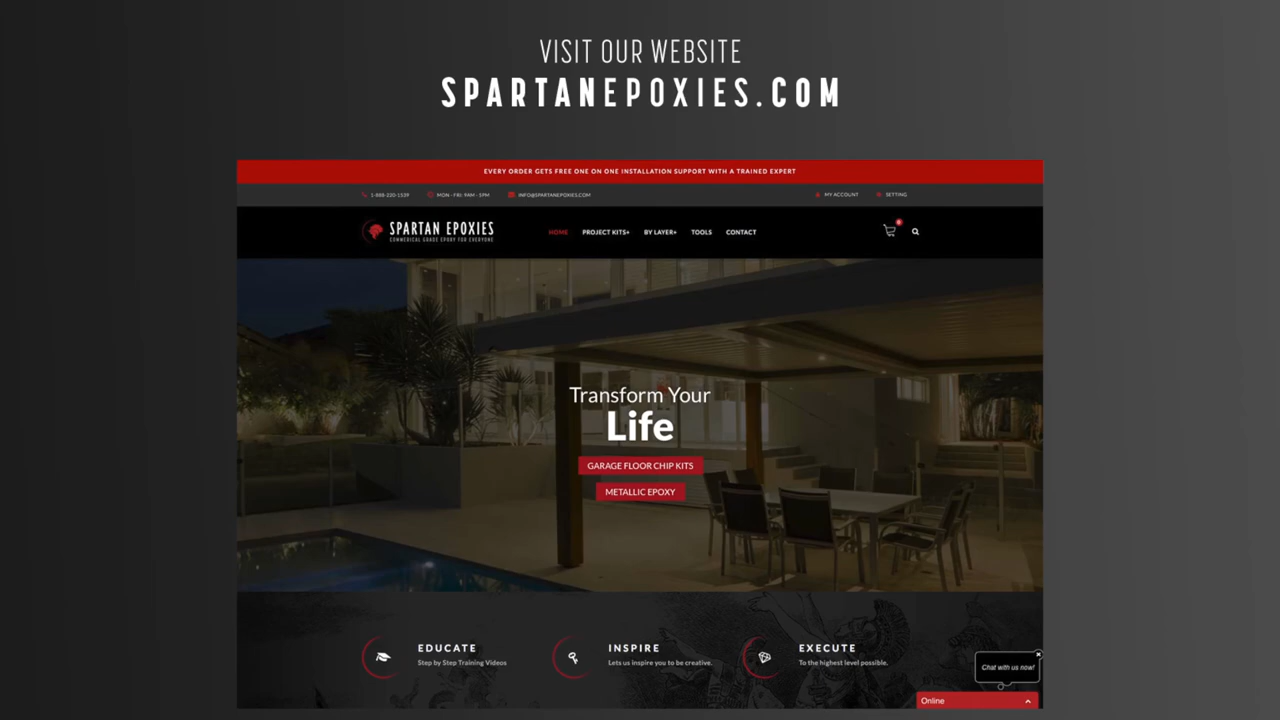 VISIT OUR WEBSITE
SPARTANEPOXIES.COM
EVERY ORDER GETS FREE ONE ON ONE INSTALLATION SUPPORT WITH A TRAINED EXPERT
1-888-220-1539 MON - FRI: 9AM - 5PM INFO@SPARTANEPOXIES.COM MY ACCOUNT SETTING
SPARTAN EPOXIES
COMMERICAL GRADE EPOXY FOR EVERYONE
HOME PROJECT KITS+ BY LAYER+ TOOLS CONTACT
0
Transform Your
Life
GARAGE FLOOR CHIP KITS
METALLIC EPOXY
EDUCATE
Step by Step Training Videos
INSPIRE
Lets us inspire you to be creative.
EXECUTE
To the highest level possible.
Chat with us now!
Online